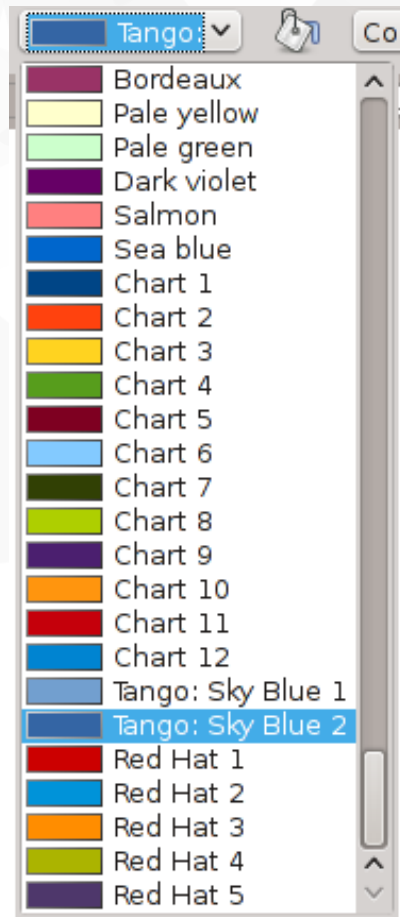 Tango:
Co
Bordeaux
Pale yellow
Pale green
Dark violet
Salmon
Sea blue
Chart 1
Chart 2
Chart 3
Chart 4
Chart 5
Chart 6
Chart 7
Chart 8
Chart 9
Chart 10
Chart 11
Chart 12
Tango: Sky Blue 1
Tango: Sky Blue 2
Red Hat 1
Red Hat 2
Red Hat 3
Red Hat 4
Red Hat 5